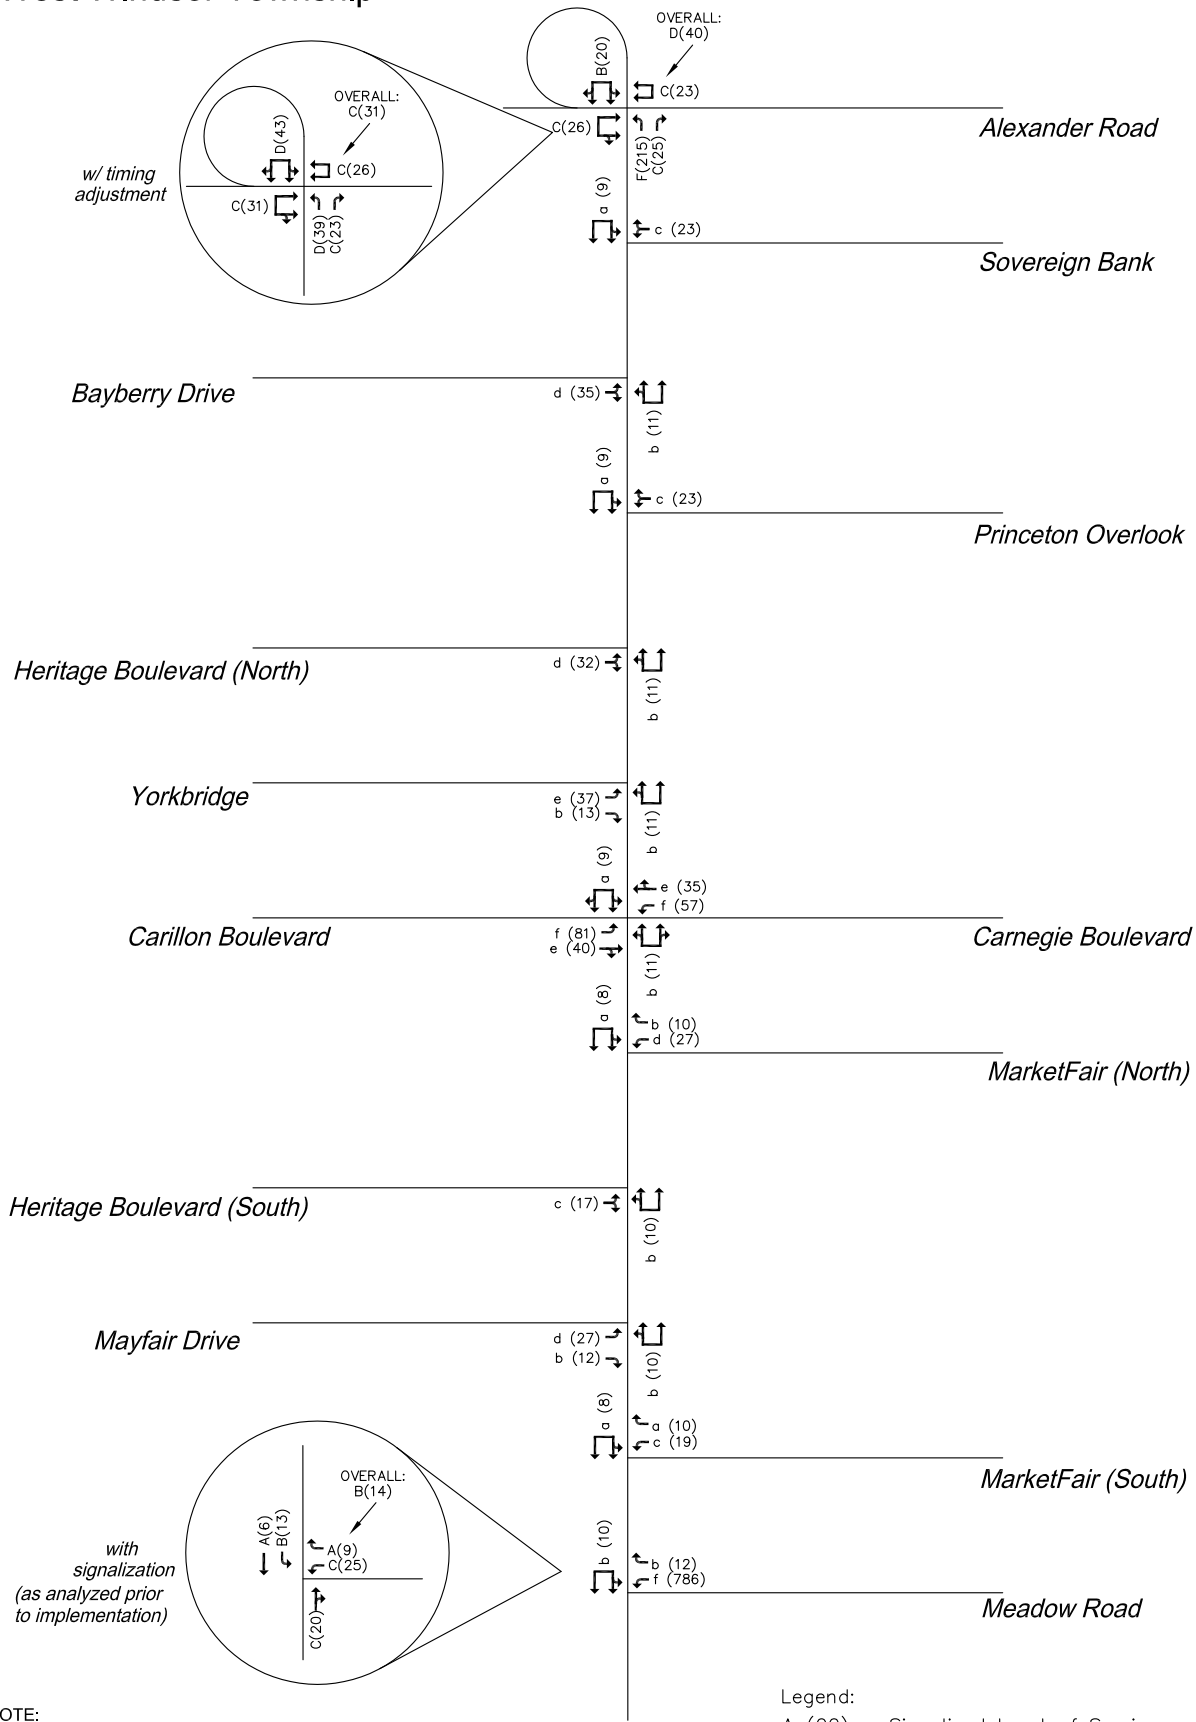 OVERALL:
D(40)
B(20)
C(23)
C(26)
F(215)
C(25)
Alexander Road
OVERALL:
C(31)
D(43)
C(26)
C(31)
D(39)
C(23)
w/ timing
adjustment
a (9)
c (23)
Sovereign Bank
Bayberry Drive
d (35)
b (11)
a (9)
c (23)
Princeton Overlook
Heritage Boulevard (North)
d (32)
b (11)
Yorkbridge
e (37)
b (13)
b (11)
a (9)
e (35)
f (57)
Carillon Boulevard
f (81)
e (40)
b (11)
Carnegie Boulevard
a (8)
b (10)
d (27)
MarketFair (North)
Heritage Boulevard (South)
c (17)
b (10)
Mayfair Drive
d (27)
b (12)
b (10)
a (8)
a (10)
c (19)
MarketFair (South)
OVERALL:
B(14)
A(6)
B(13)
A(9)
C(25)
C(20)
with
signalization
(as analyzed prior
to implementation)
b (10)
b (12)
f (786)
Meadow Road
Legend:
OTE: